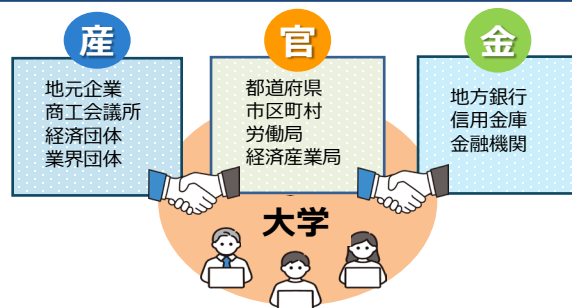 産
地元企業
商工会議所
経済団体
業界団体
官
都道府県
市区町村
労働局
経済産業局
金
地方銀行
信用金庫
金融機関
大学